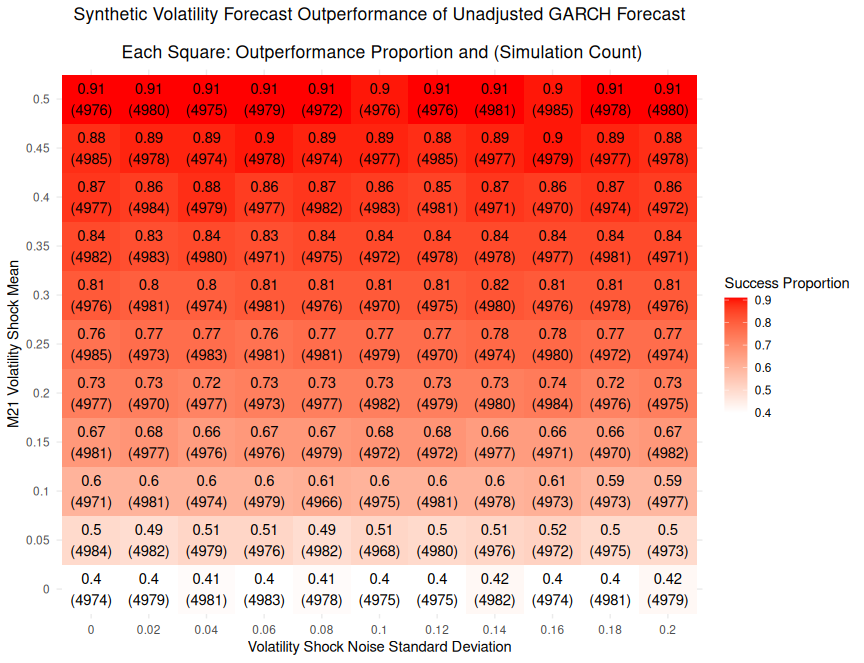 Synthetic Volatility Forecast Outperformance of Unadjusted GARCH Forecast
Each Square: Outperformance Proportion and (Simulation Count)
M21 Volatility Shock Mean
0.5
0.91 0.91 0.91 0.91 0.91 0.9 0.91 0.91 0.9 0.91 0.91
(4976) (4980) (4975) (4979) (4972) (4976) (4976) (4981) (4985) (4978) (4980)
0.45
0.88 0.89 0.89 0.9 0.89 0.89 0.88 0.89 0.9 0.89 0.88
(4985) (4978) (4974) (4978) (4974) (4977) (4985) (4977) (4979) (4977) (4978)
0.4
0.87 0.86 0.88 0.86 0.87 0.86 0.85 0.87 0.86 0.87 0.86
(4977) (4984) (4979) (4977) (4982) (4983) (4981) (4971) (4970) (4974) (4972)
0.35
0.84 0.83 0.84 0.83 0.84 0.84 0.84 0.84 0.84 0.84 0.84
(4982) (4983) (4980) (4971) (4975) (4972) (4978) (4978) (4977) (4981) (4971)
0.3
0.81 0.8 0.8 0.81 0.81 0.81 0.81 0.82 0.81 0.81 0.81
(4976) (4981) (4974) (4981) (4976) (4970) (4975) (4980) (4976) (4978) (4976)
0.25
0.76 0.77 0.77 0.76 0.77 0.77 0.77 0.78 0.78 0.77 0.77
(4985) (4973) (4983) (4981) (4981) (4979) (4970) (4974) (4980) (4972) (4974)
0.2
0.73 0.73 0.72 0.73 0.73 0.73 0.73 0.73 0.74 0.72 0.73
(4977) (4970) (4977) (4973) (4977) (4982) (4979) (4980) (4984) (4976) (4975)
0.15
0.67 0.68 0.66 0.67 0.67 0.68 0.68 0.66 0.66 0.66 0.67
(4981) (4977) (4976) (4976) (4979) (4972) (4972) (4977) (4971) (4970) (4982)
0.1
0.6 0.6 0.6 0.6 0.61 0.6 0.6 0.6 0.61 0.59 0.59
(4971) (4981) (4974) (4979) (4966) (4975) (4981) (4978) (4973) (4973) (4977)
0.05
0.5 0.49 0.51 0.51 0.49 0.51 0.5 0.51 0.52 0.5 0.5
(4984) (4982) (4979) (4976) (4982) (4968) (4980) (4976) (4972) (4975) (4973)
0
0.4 0.4 0.41 0.4 0.41 0.4 0.4 0.42 0.4 0.4 0.42
(4974) (4979) (4981) (4983) (4978) (4975) (4975) (4982) (4974) (4981) (4979)
0 0.02 0.04 0.06 0.08 0.1 0.12 0.14 0.16 0.18 0.2
Volatility Shock Noise Standard Deviation
Success Proportion
0.9
0.8
0.7
0.6
0.5
0.4